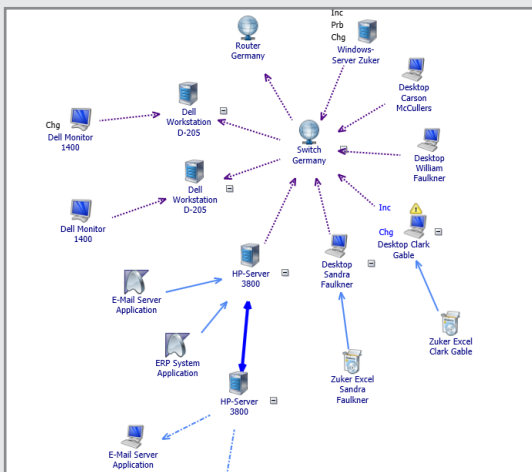 Inc
Prb
Chg
Router
Germany
Windows-
Server Zuker
Desktop
Carson
McCullers
Dell
Workstation
D-205
Chg
Dell Monitor
1400
Switch
Germany
Desktop
William
Faulkner
Dell
Workstation
D-205
Dell Monitor
1400
Inc
Chg
Desktop Clark
Gable
HP-Server
3800
Desktop
Sandra
Faulkner
E-Mail Server
Application
Zuker Excel
Clark Gable
ERP System
Application
Zuker Excel
Sandra
Faulkner
HP-Server
3800
E-Mail Server
Application